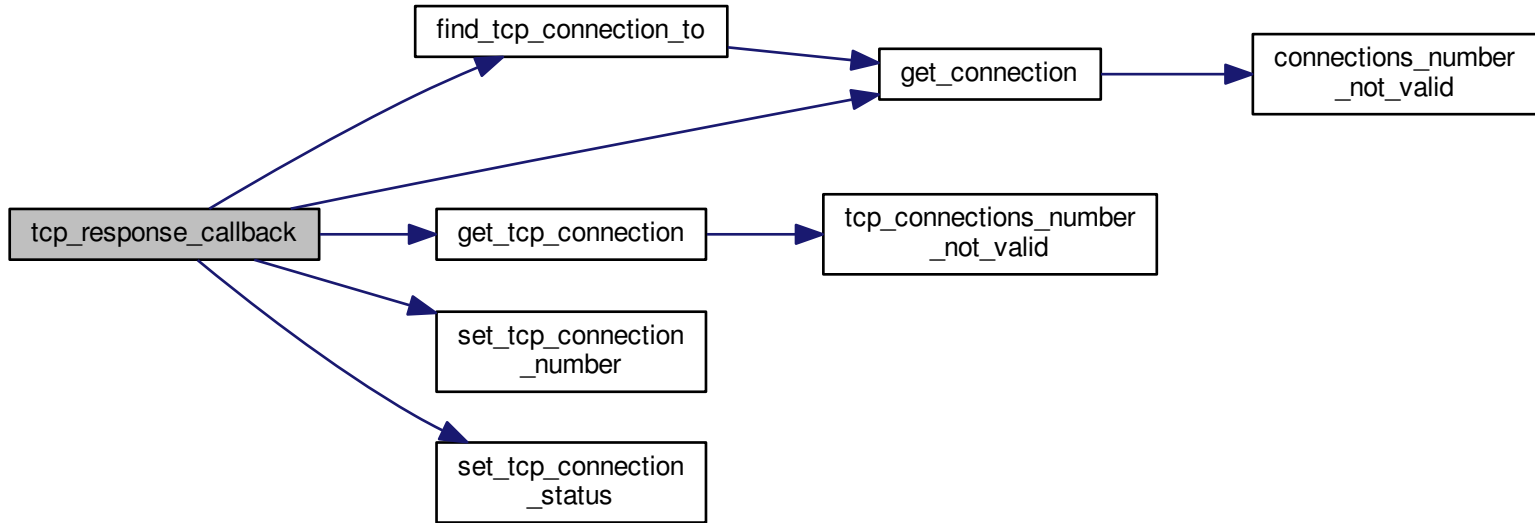 find_tcp_connection_to
get_connection
connections_number
_not_valid
tcp_response_callback
get_tcp_connection
tcp_connections_number
_not_valid
set_tcp_connection
_number
set_tcp_connection
_status